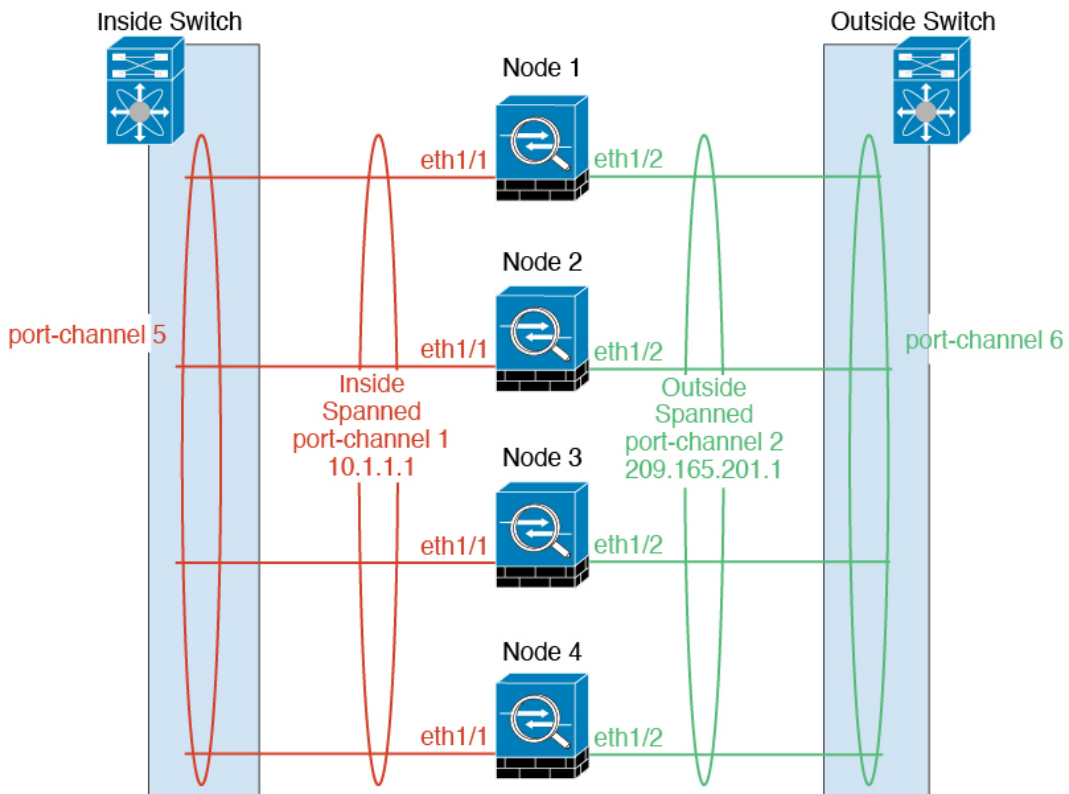 Inside Switch
Outside Switch
Node 1
eth1/1
eth1/2
Node 2
port-channel 5
eth1/1
eth1/2
port-channel 6
Inside
Spanned
port-channel 1
10.1.1.1
Outside
Spanned
port-channel 2
209.165.201.1
Node 3
eth1/1
eth1/2
Node 4
eth1/1
eth1/2